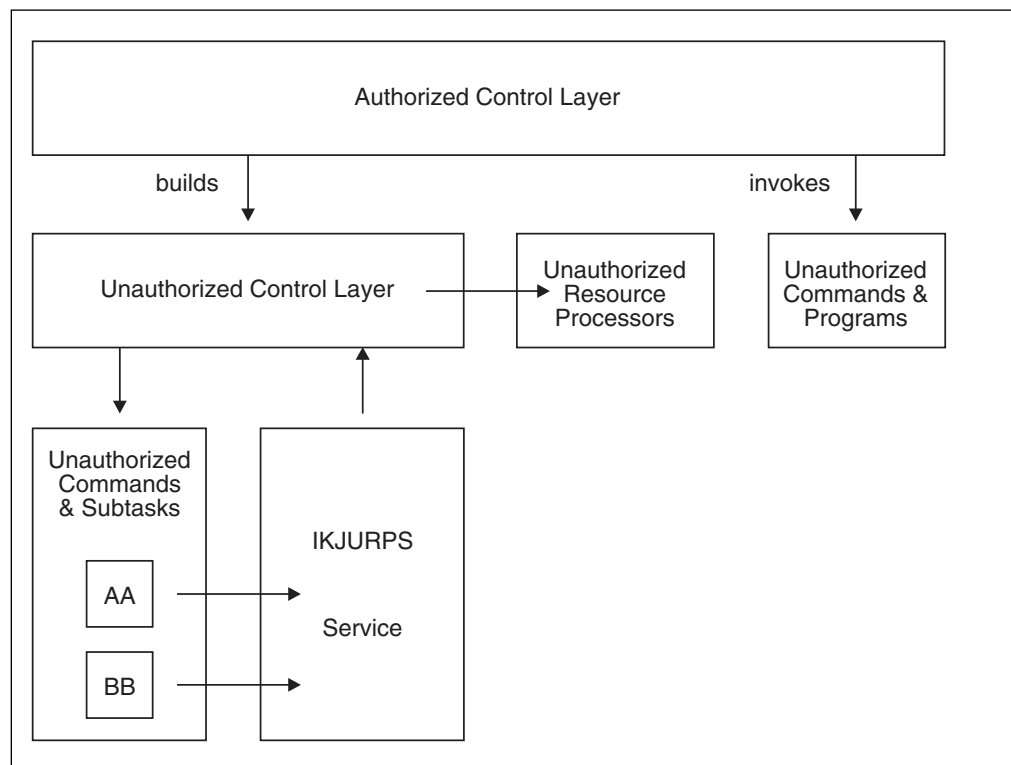 Authorized Control Layer
builds
invokes
Unauthorized Control Layer
Unauthorized
Resource
Processors
Unauthorized
Commands &
Programs
Unauthorized
Commands
& Subtasks
AA
BB
IKJURPS
Service